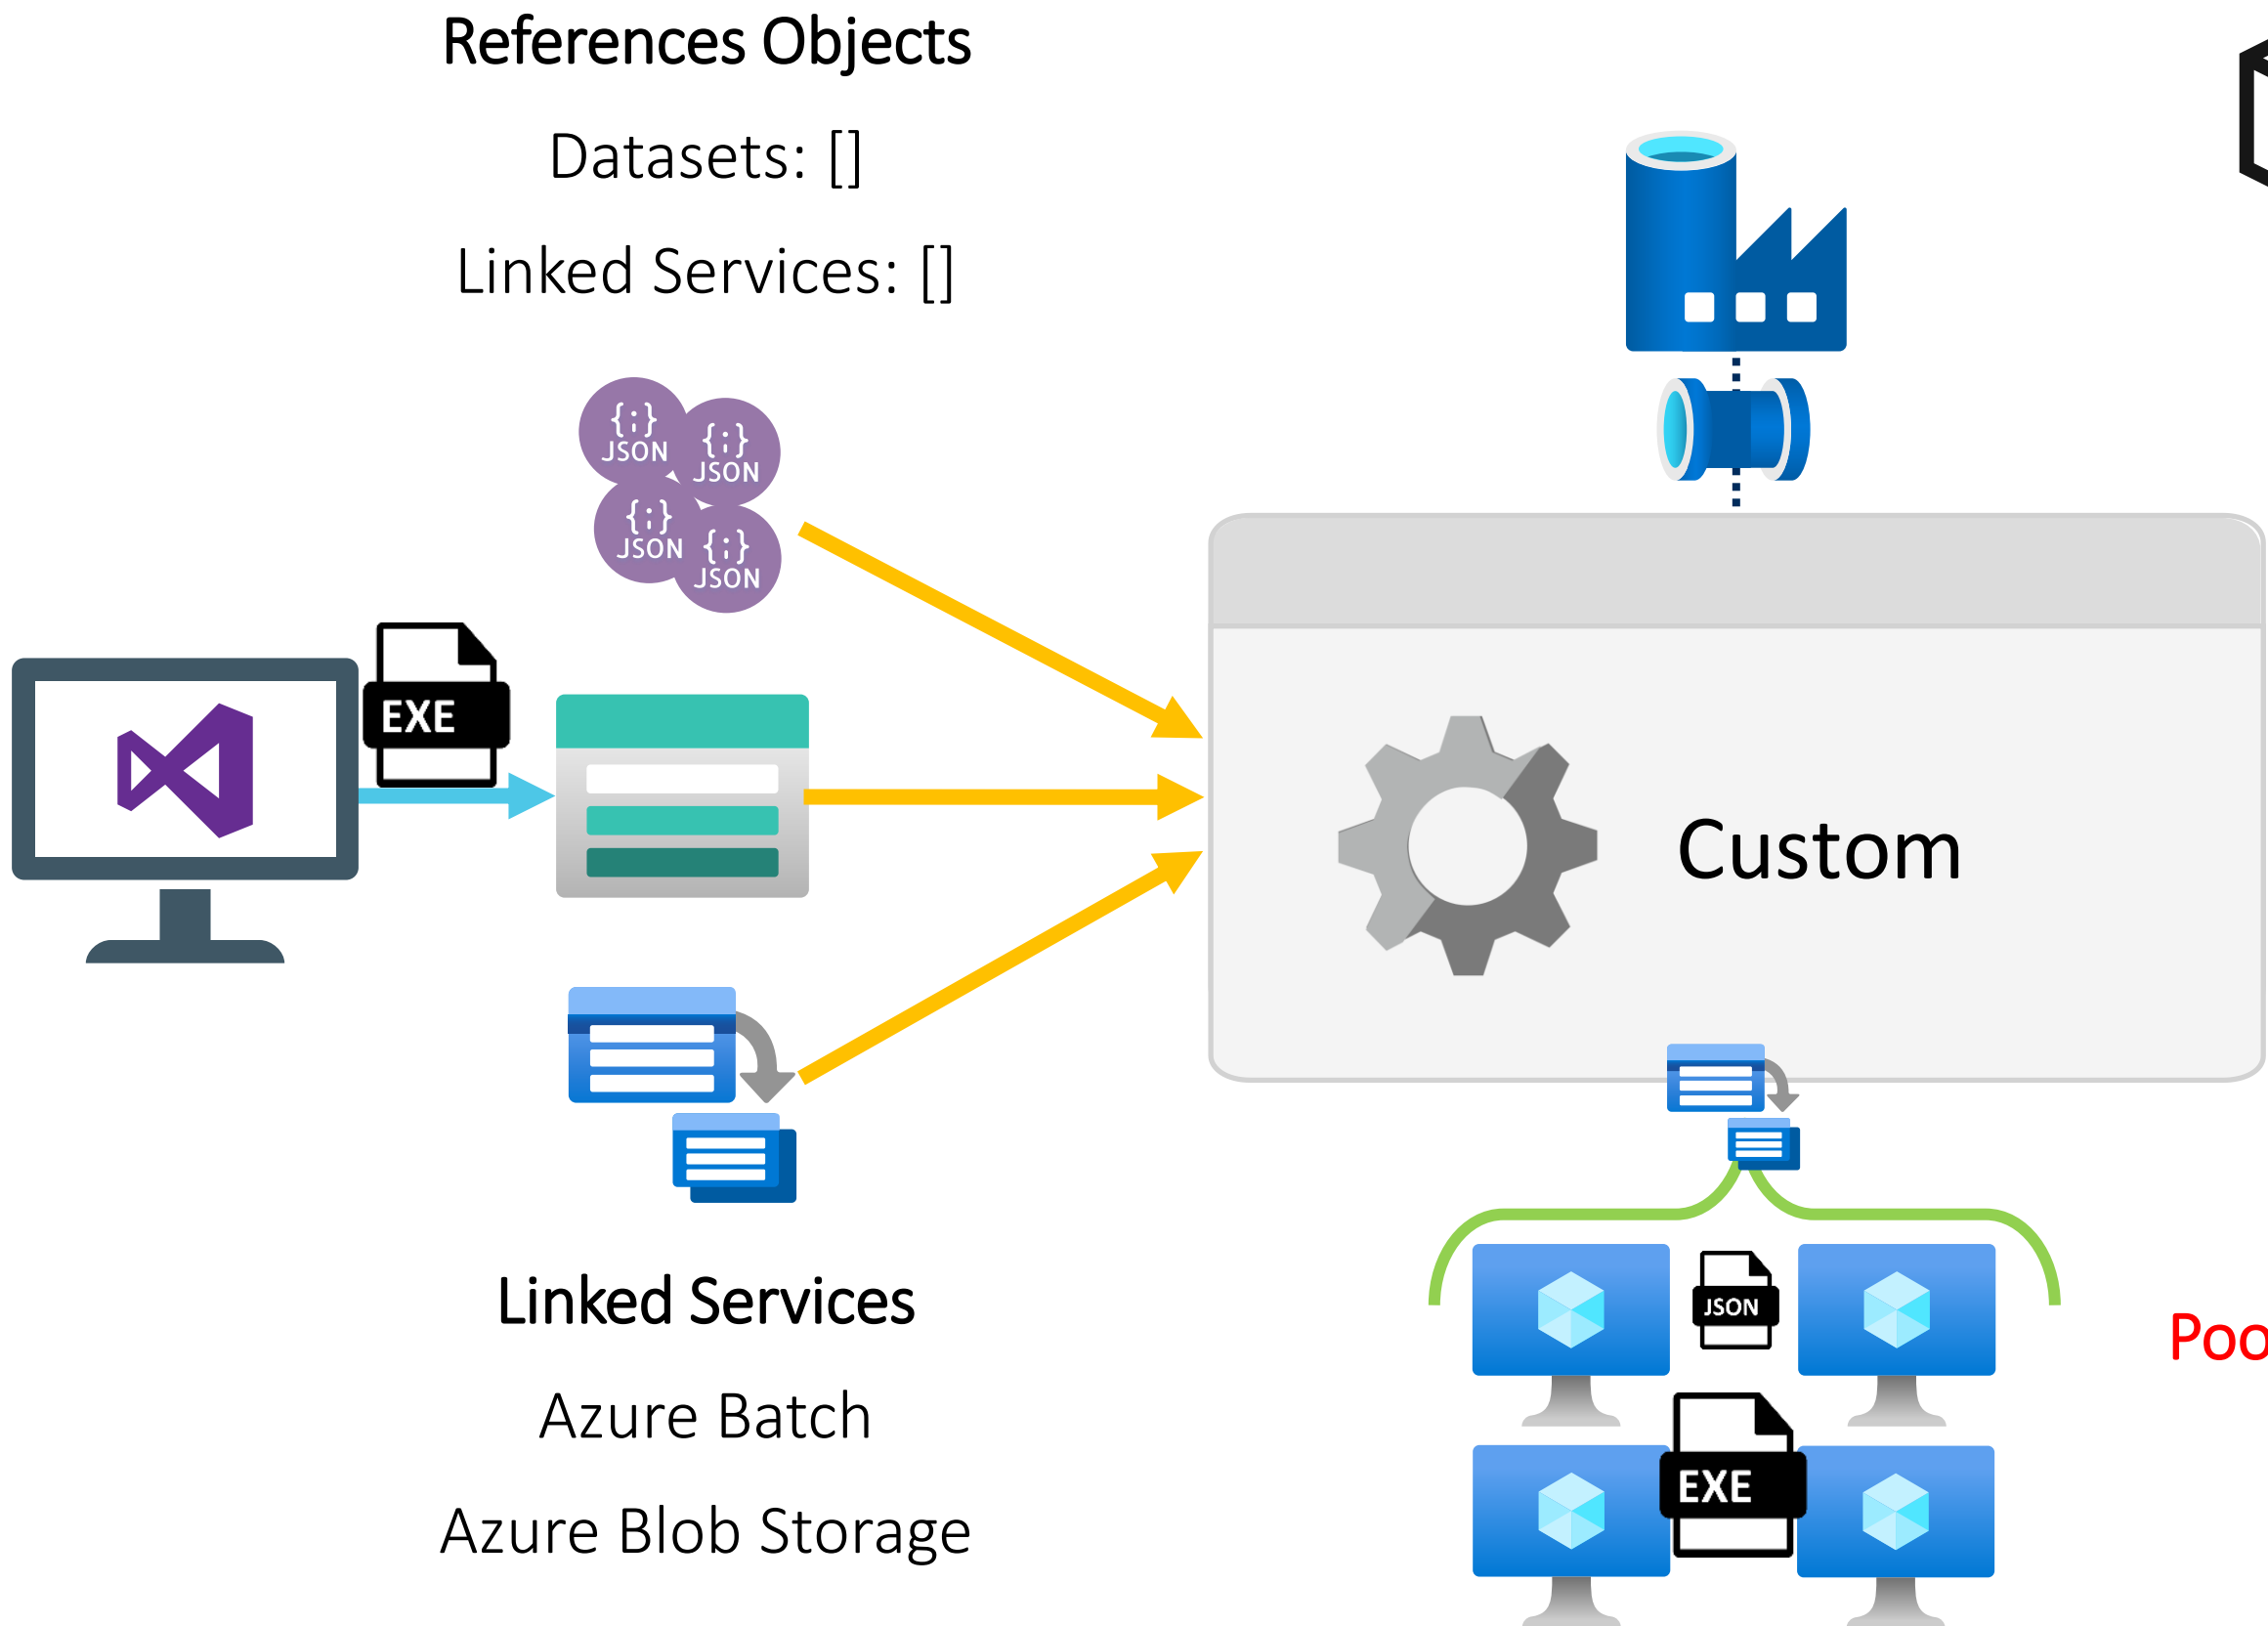 References Objects
Datasets: []
Linked Services: []
{;}
JSON
{;}
JSON
{;}
JSON
{;}
JSON
EXE
Custom
Linked Services
Azure Batch
Azure Blob Storage
JSON
EXE